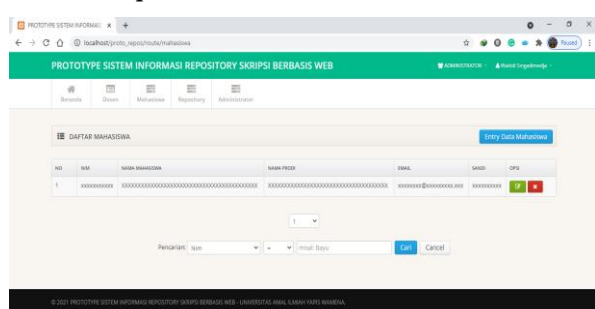 PROTOTYPE SISTEM INFORMASI
localhost/proto_repos/route/mahasiswa
Paused
PROTOTYPE SISTEM INFORMASI REPOSITORY SKRIPSI BERBASIS WEB
ADMINISTRATOR
Beranda Dosen Mahasiswa Repository Administrator
DAFTAR MAHASISWA
Entry Data Mahasiswa
NO NIM NAMA MAHASISWA NAMA PRODI EMAIL SANDI OPSI
1
1
Pencarian: Nim = misal: Bayu Cari Cancel
© 2021 PROTOTYPE SISTEM INFORMASI REPOSITORY SKRIPSI BERBASIS WEB - UNIVERSITAS AMAL ILMIAH YAPIS WAMENA.